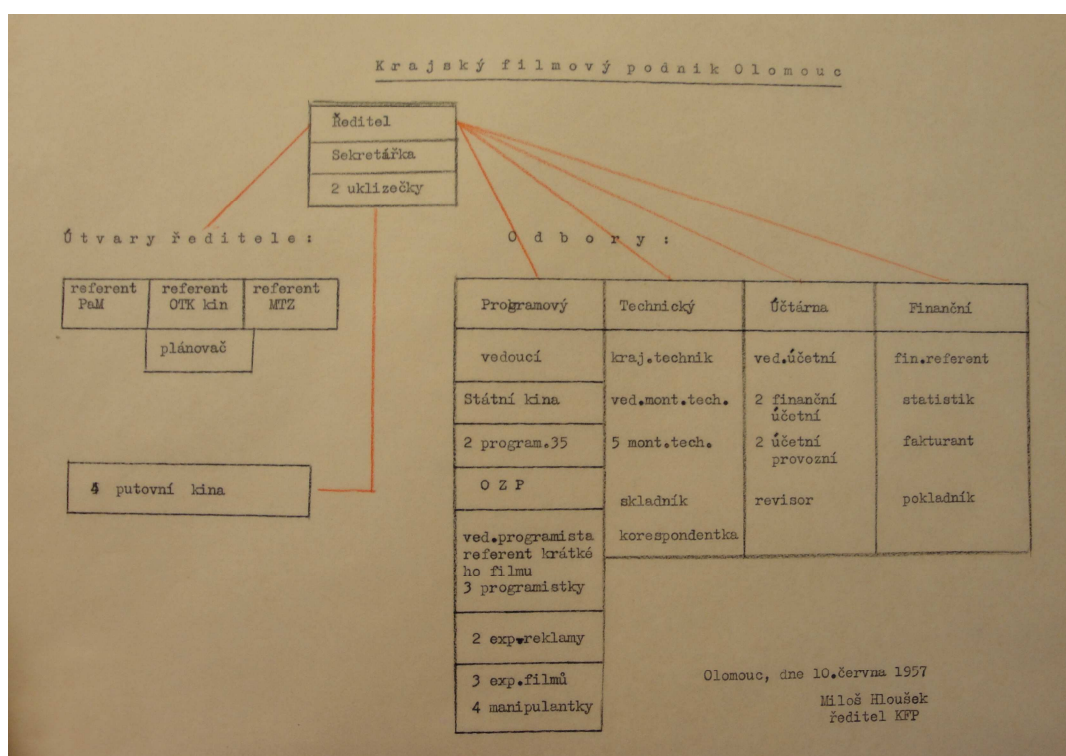 Krajský filmový podnik Olomouc
Ředitel
Sekretářka
2 uklizečky
Útvary ředitele:
referent
PaM
referent
OTK kin
referent
MTZ
plánovač
4 putovní kina
Odbory:
Programový
vedoucí
Státní kina
2 program.35
O Z P
ved.programista
referent krátké
ho filmu
3 programistky
2 exp.reklamy
3 exp.filmů
4 manipulantky
Technický
kraj.technik
ved.mont.tech.
5 mont.tech.
skladník
korespondentka
Účtárna
ved.účetní
2 finanční
účetní
2 účetní
provozní
revisor
Finanční
fin.referent
statistik
fakturant
pokladník
Olomouc, dne 10.června 1957
Miloš Hloušek
ředitel KFP